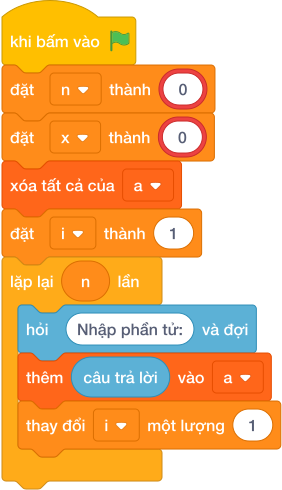 khi bấm vào
đặt n thành 0
đặt x thành 0
xóa tất cả của a
đặt i thành 1
lặp lại n lần
hỏi Nhập phần tử: và đợi
thêm câu trả lời vào a
thay đổi i một lượng 1